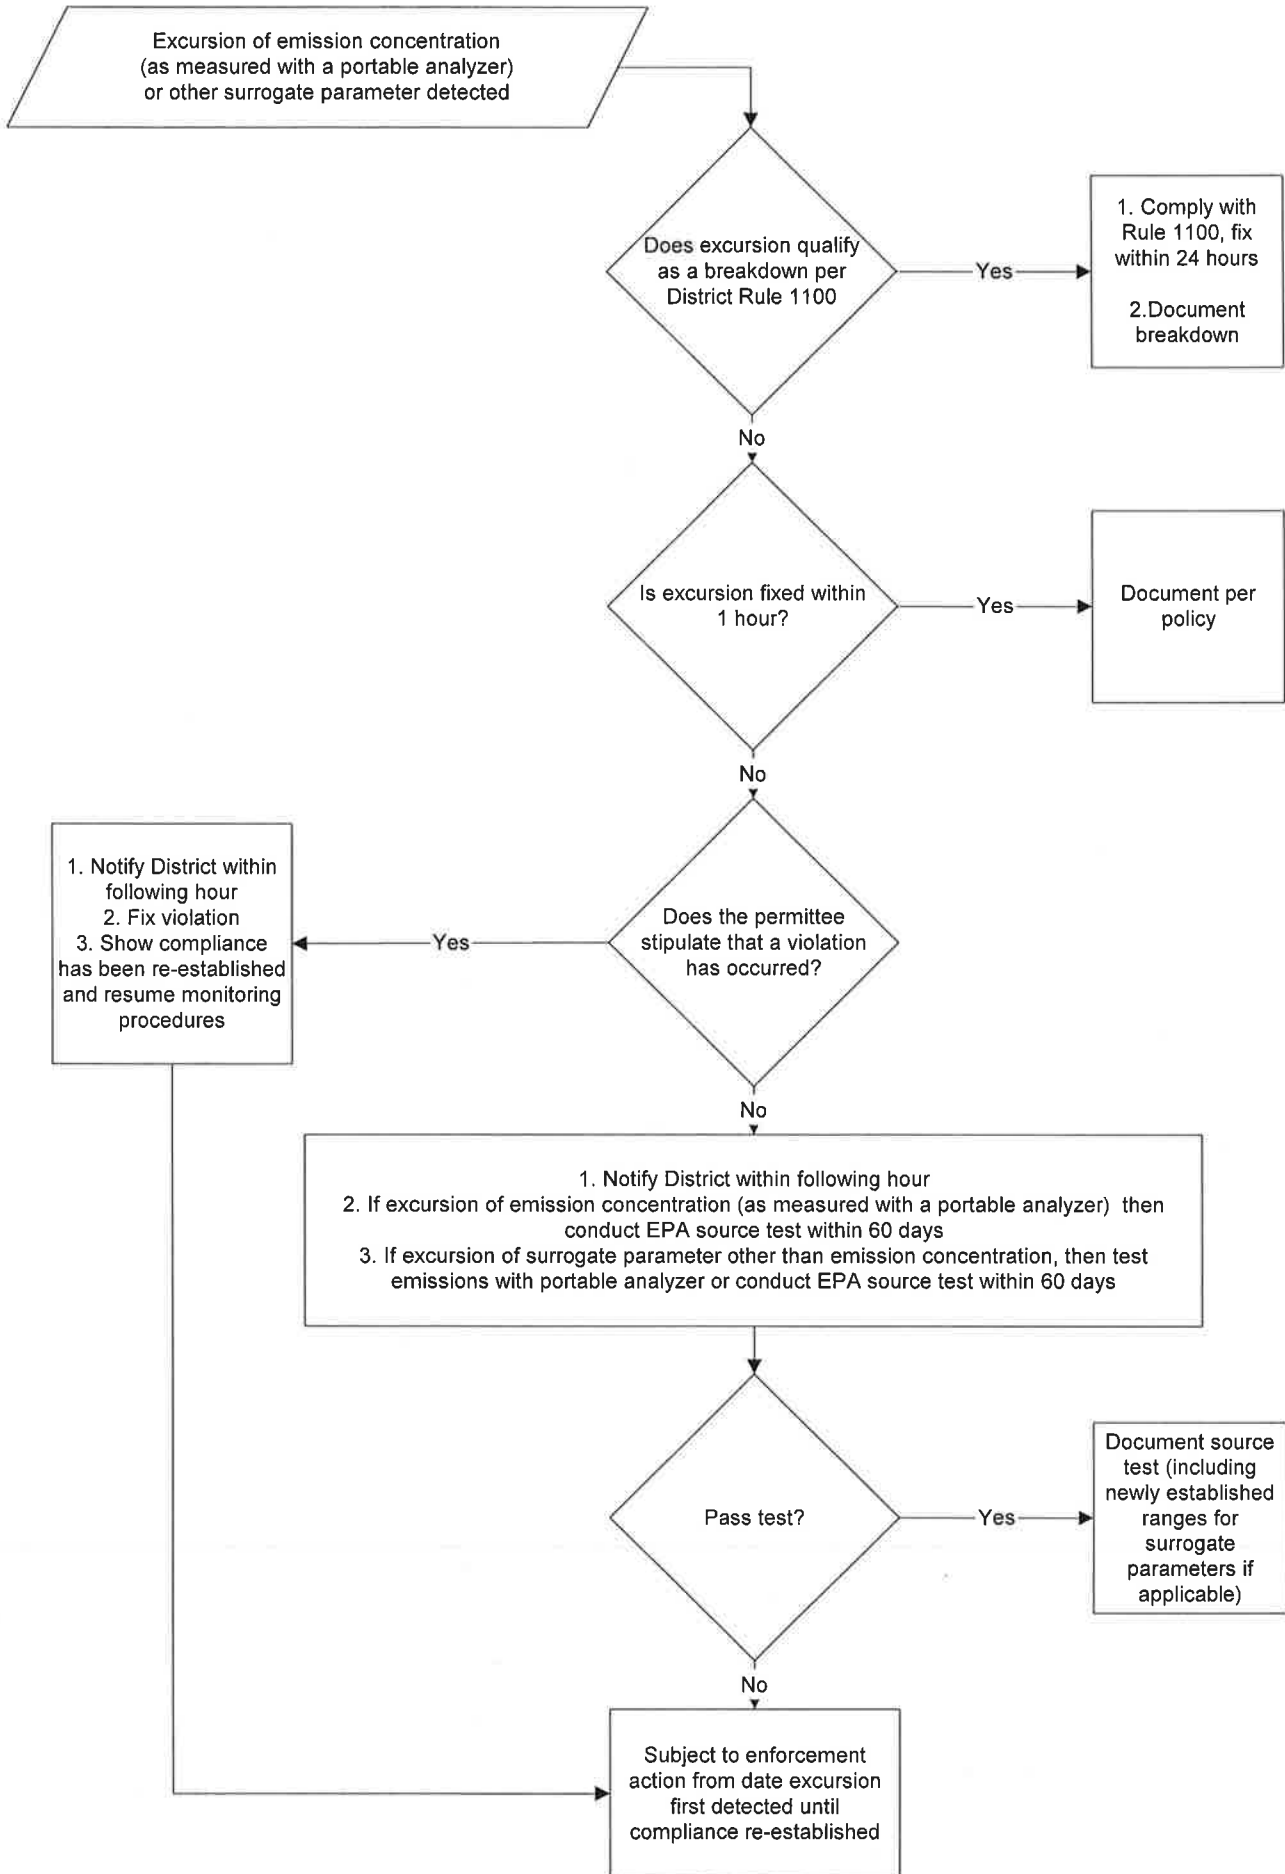 Excursion of emission concentration
(as measured with a portable analyzer)
or other surrogate parameter detected
Does excursion qualify
as a breakdown per
District Rule 1100
Yes
1. Comply with
Rule 1100, fix
within 24 hours
2.Document
breakdown
No
Is excursion fixed within
1 hour?
Yes
Document per
policy
No
Does the permittee
stipulate that a violation
has occurred?
Yes
1. Notify District within
following hour
2. Fix violation
3. Show compliance
has been re-established
and resume monitoring
procedures
No
1. Notify District within following hour
2. If excursion of emission concentration (as measured with a portable analyzer) then
conduct EPA source test within 60 days
3. If excursion of surrogate parameter other than emission concentration, then test
emissions with portable analyzer or conduct EPA source test within 60 days
Pass test?
Yes
Document source
test (including
newly established
ranges for
surrogate
parameters if
applicable)
No
Subject to enforcement
action from date excursion
first detected until
compliance re-established